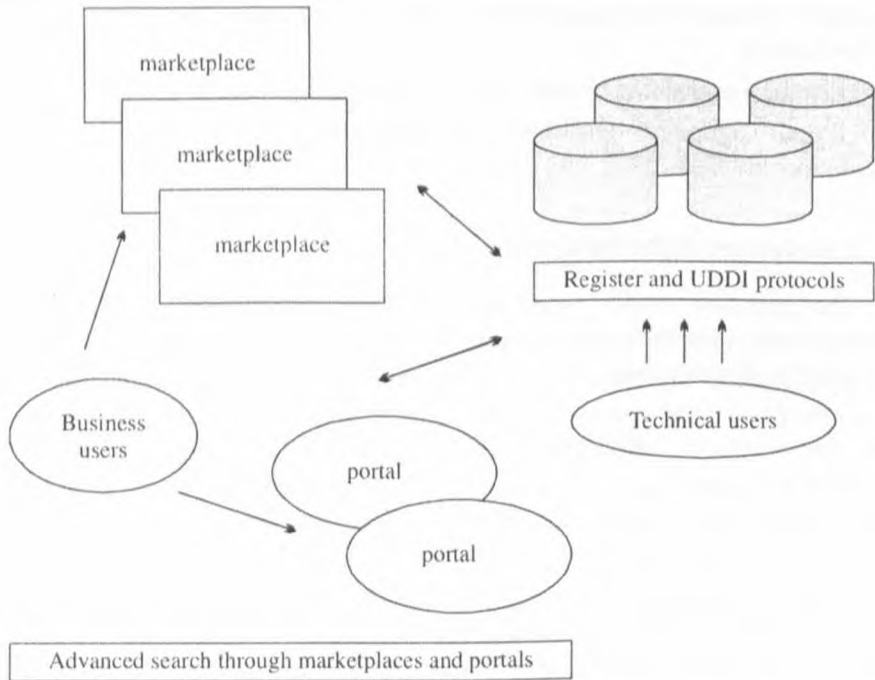 marketplace
marketplace
marketplace
Register and UDDI protocols
Business
users
Technical users
portal
portal
Advanced search through marketplaces and portals